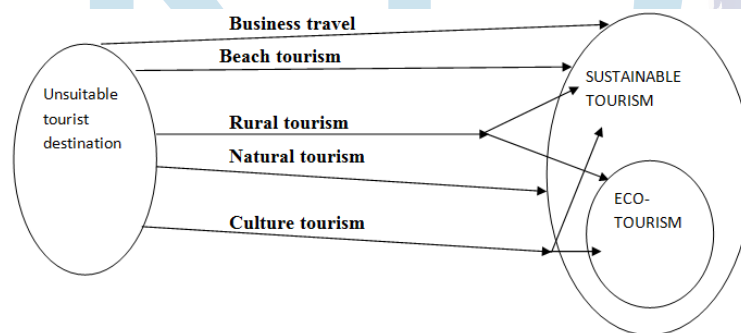 Business travel
Beach tourism
Unsuitable
tourist
destination
SUSTAINABLE
TOURISM
Rural tourism
Natural tourism
Culture tourism
ECO-
TOURISM